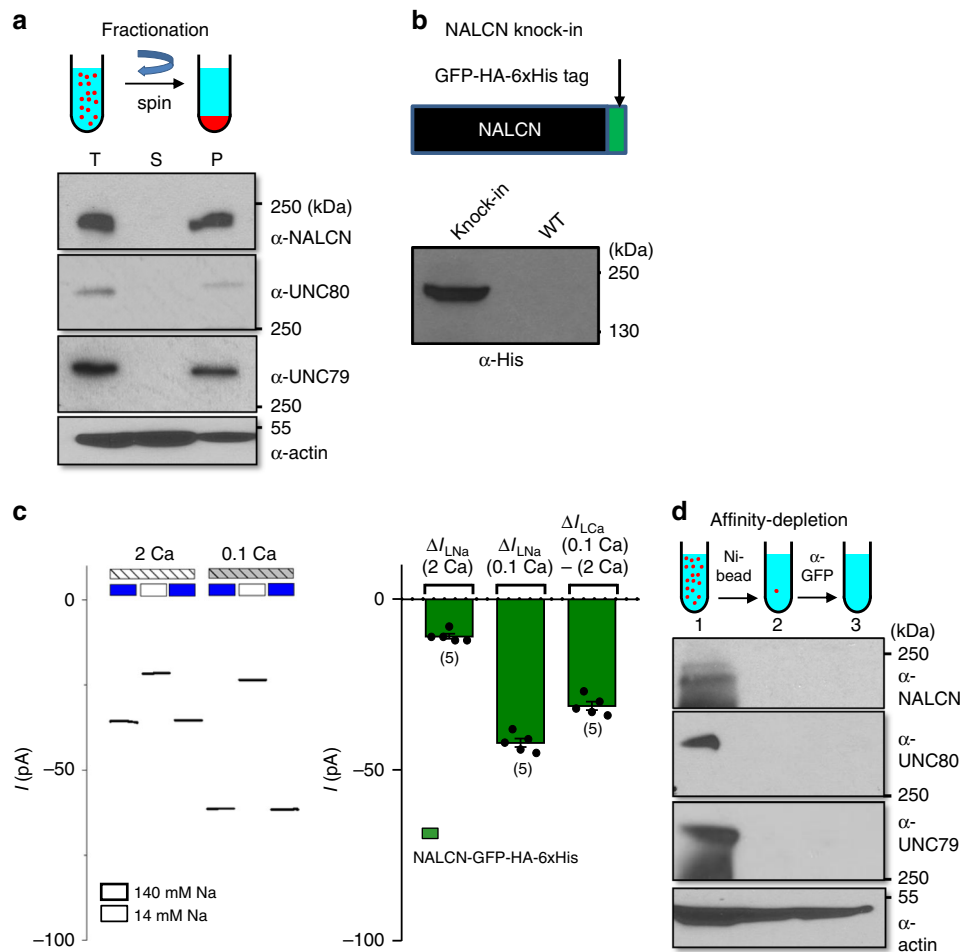 a
Fractionation
spin
T S P
250 (kDa)
α-NALCN
α-UNC80
250
α-UNC79
250
55
α-actin
b
NALCN knock-in
GFP-HA-6xHis tag
NALCN
Knock-in
WT
(kDa)
250
130
α-His
c
2 Ca 0.1 Ca
0
−50
−100
I (pA)
140 mM Na
14 mM Na
ΔI_LNa
(2 Ca)
ΔI_LNa
(0.1 Ca)
ΔI_LCa
(0.1 Ca)
− (2 Ca)
0
−50
−100
I (pA)
(5)
(5)
(5)
NALCN-GFP-HA-6xHis
d
Affinity-depletion
Ni-
bead
α-
GFP
1 2 3
(kDa)
250
α-
NALCN
α-
UNC80
250
α-
UNC79
250
55
α-
actin